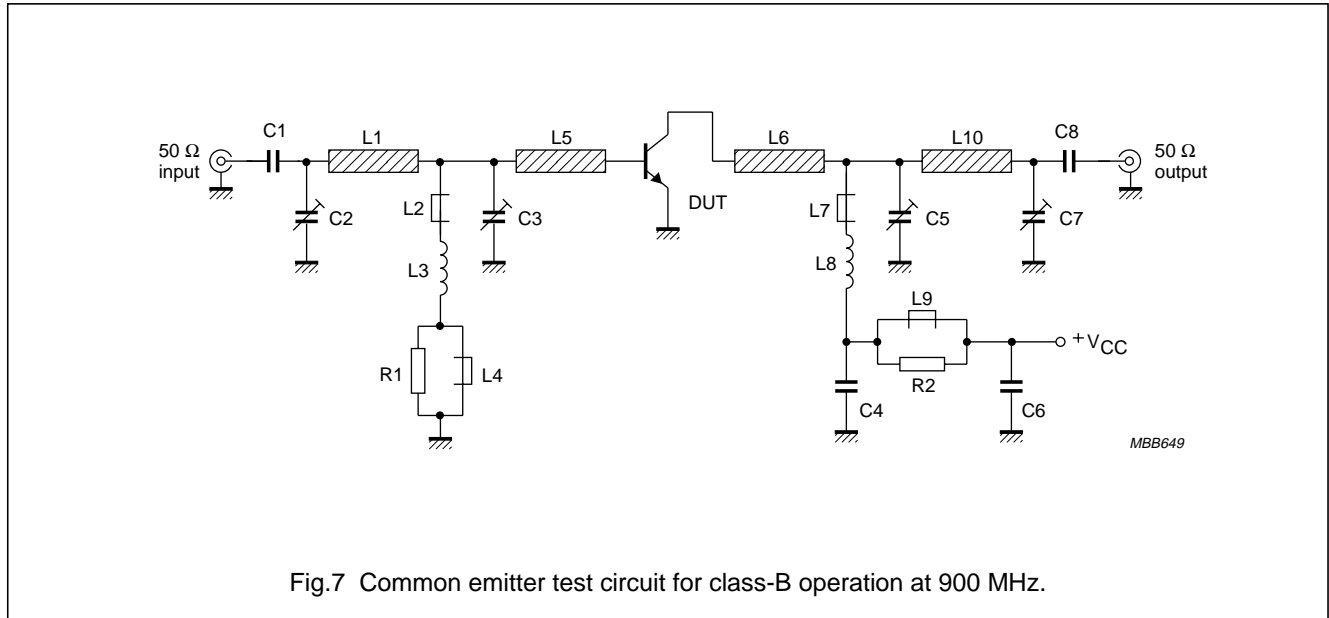 C1
L1
L5
L6
L10
C8
50 Ω
input
50 Ω
output
L2
C2
C3
DUT
L7
C5
C7
L3
L8
L9
+VCC
R1
L4
R2
C4
C6
MBB649
Fig.7 Common emitter test circuit for class-B operation at 900 MHz.